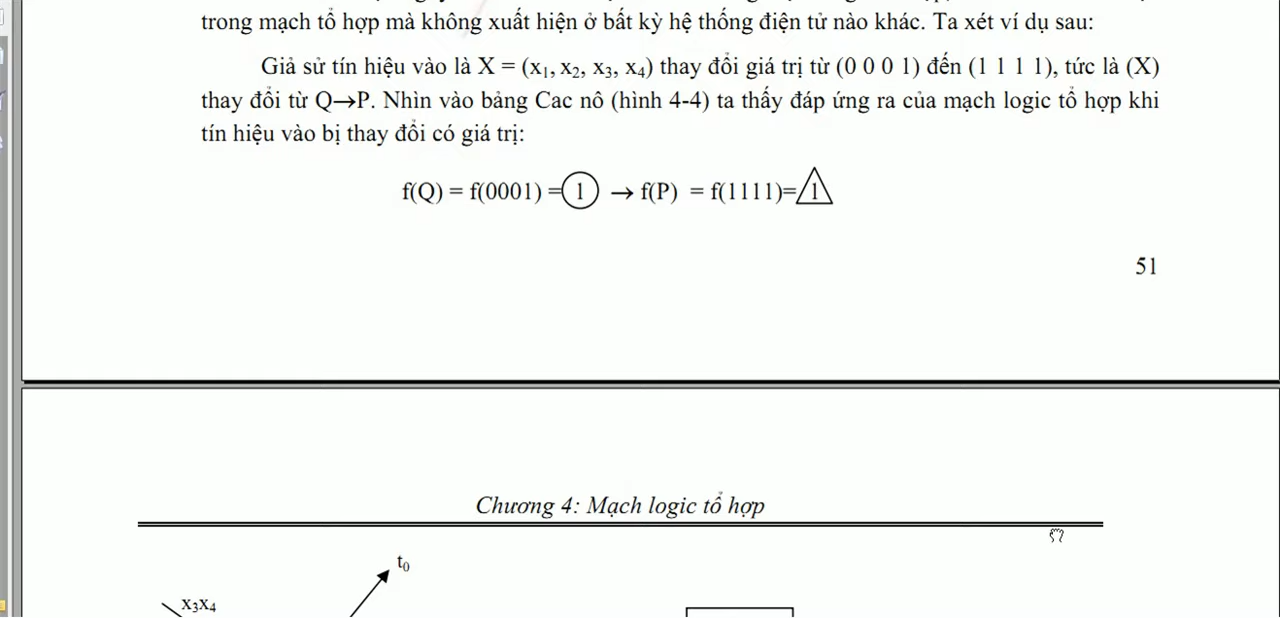 trong mạch tổ hợp mà không xuất hiện ở bất kỳ hệ thống điện tử nào khác. Ta xét ví dụ sau:
Giả sử tín hiệu vào là X = (x₁, x₂, x₃, x₄) thay đổi giá trị từ (0 0 0 1) đến (1 1 1 1), tức là (X)
thay đổi từ Q→P. Nhìn vào bảng Cac nô (hình 4-4) ta thấy đáp ứng ra của mạch logic tổ hợp khi
tín hiệu vào bị thay đổi có giá trị:
f(Q) = f(0001) = 1 → f(P) = f(1111)= 1
51
Chương 4: Mạch logic tổ hợp
t₀
x₃x₄